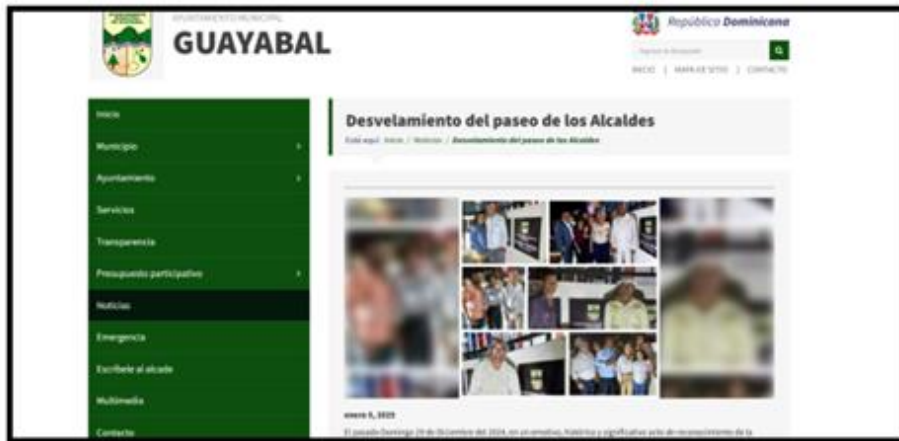 AYUNTAMIENTO MUNICIPAL
GUAYABAL
República Dominicana
INICIO | MAPA DE SITIO | CONTACTO
Inicio
Municipio
Ayuntamiento
Servicios
Transparencia
Presupuesto participativo
Noticias
Emergencia
Escríbele al alcalde
Multimedia
Contacto
Desvelamiento del paseo de los Alcaldes
Está aquí: Inicio / Noticias / Desvelamiento del paseo de los Alcaldes
enero 5, 2025
El pasado Domingo 29 de Diciembre del 2024, en un emotivo, histórico y significativo acto de reconocimiento de la